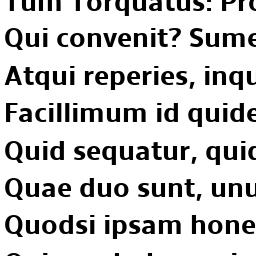 Tum Torquatus: Pro
Qui convenit? Sume
Atqui reperies, inqu
Facillimum id quide
Quid sequatur, quid
Quae duo sunt, unu
Quodsi ipsam hone